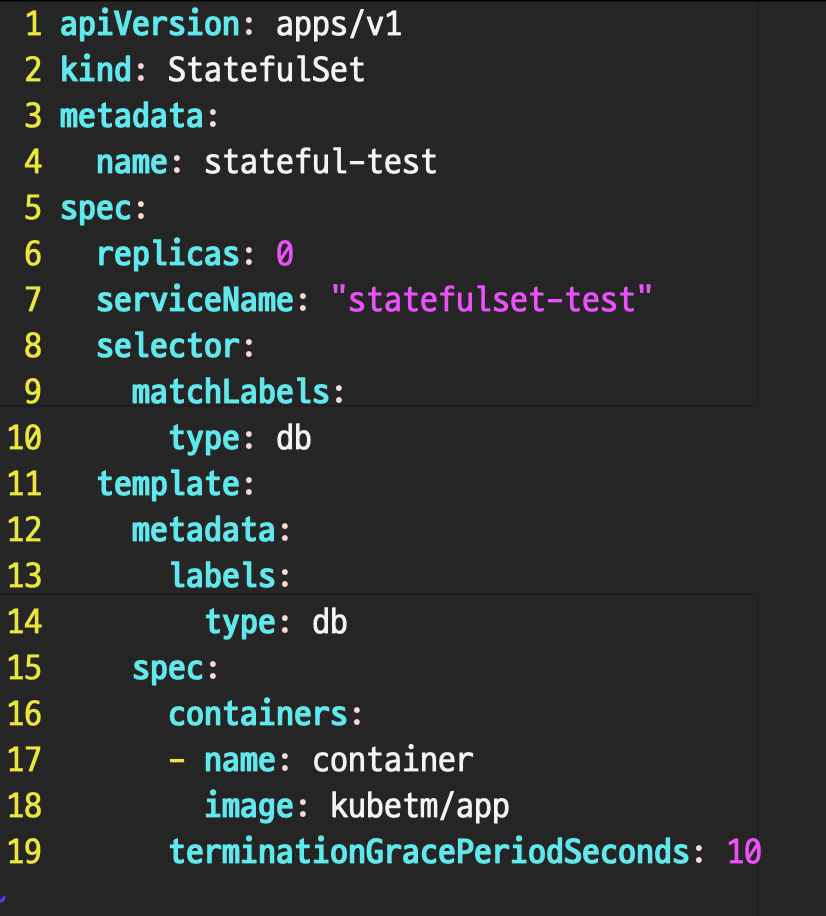 1 apiVersion: apps/v1
2 kind: StatefulSet
3 metadata:
4   name: stateful-test
5 spec:
6   replicas: 0
7   serviceName: "statefulset-test"
8   selector:
9     matchLabels:
10       type: db
11   template:
12     metadata:
13       labels:
14         type: db
15     spec:
16       containers:
17       - name: container
18         image: kubetm/app
19       terminationGracePeriodSeconds: 10